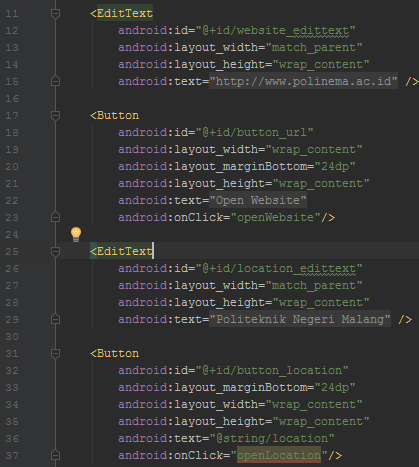 11 <EditText
12 android:id="@+id/website_edittext"
13 android:layout_width="match_parent"
14 android:layout_height="wrap_content"
15 android:text="http://www.polinema.ac.id" />
16
17 <Button
18 android:id="@+id/button_url"
19 android:layout_width="wrap_content"
20 android:layout_marginBottom="24dp"
21 android:layout_height="wrap_content"
22 android:text="Open Website"
23 android:onClick="openWebsite"/>
24
25 <EditText
26 android:id="@+id/location_edittext"
27 android:layout_width="match_parent"
28 android:layout_height="wrap_content"
29 android:text="Politeknik Negeri Malang" />
30
31 <Button
32 android:id="@+id/button_location"
33 android:layout_marginBottom="24dp"
34 android:layout_width="wrap_content"
35 android:layout_height="wrap_content"
36 android:text="@string/location"
37 android:onClick="openLocation"/>